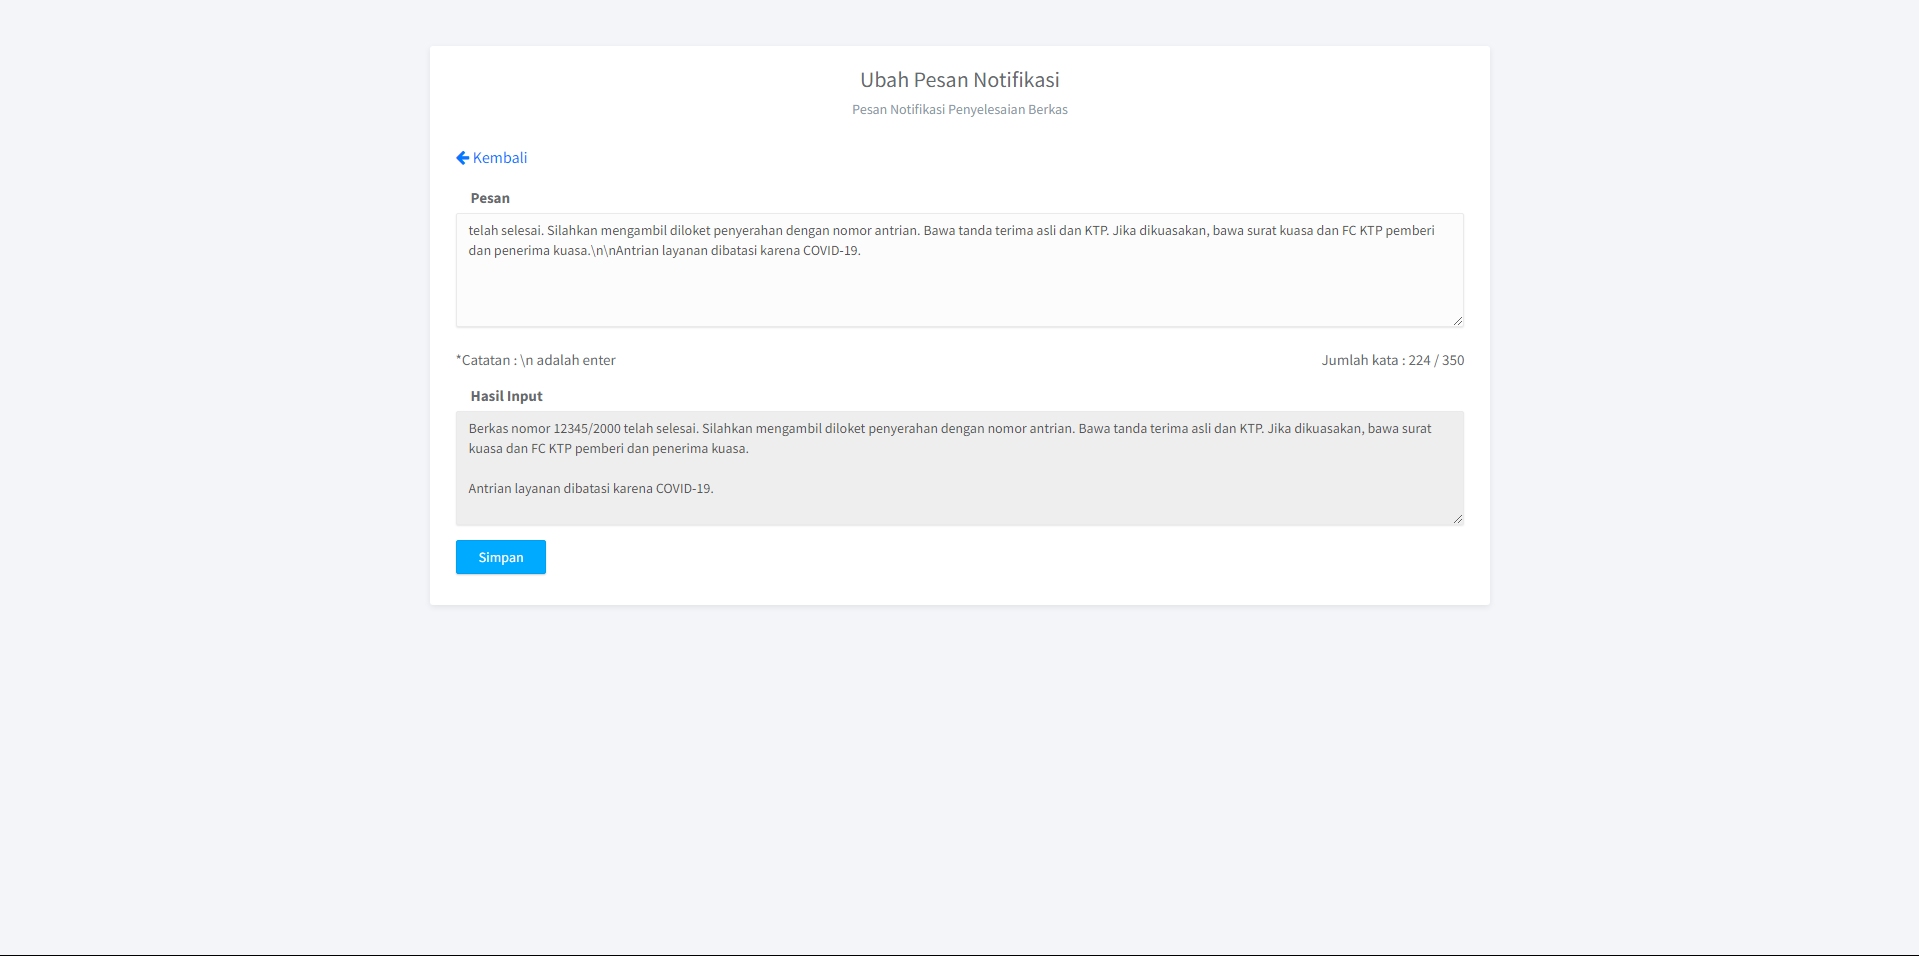 Ubah Pesan Notifikasi
Pesan Notifikasi Penyelesaian Berkas
Kembali
Pesan
telah selesai. Silahkan mengambil diloket penyerahan dengan nomor antrian. Bawa tanda terima asli dan KTP. Jika dikuasakan, bawa surat kuasa dan FC KTP pemberi
dan penerima kuasa.\n\nAntrian layanan dibatasi karena COVID-19.
*Catatan : \n adalah enter
Jumlah kata : 224 / 350
Hasil Input
Berkas nomor 12345/2000 telah selesai. Silahkan mengambil diloket penyerahan dengan nomor antrian. Bawa tanda terima asli dan KTP. Jika dikuasakan, bawa surat
kuasa dan FC KTP pemberi dan penerima kuasa.
Antrian layanan dibatasi karena COVID-19.
Simpan